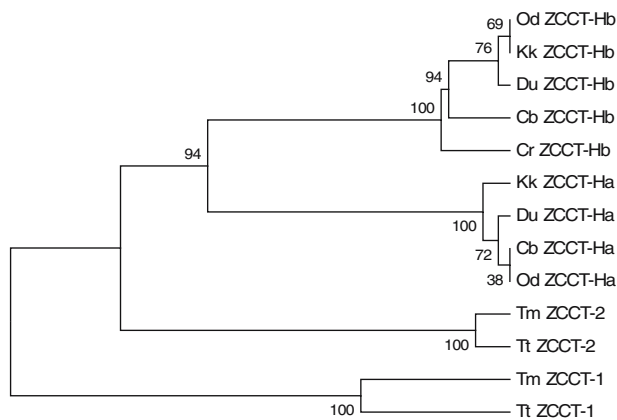 69
Od ZCCT-Hb
76
Kk ZCCT-Hb
94
Du ZCCT-Hb
100
Cb ZCCT-Hb
94
Cr ZCCT-Hb
Kk ZCCT-Ha
100
Du ZCCT-Ha
72
Cb ZCCT-Ha
38
Od ZCCT-Ha
Tm ZCCT-2
100
Tt ZCCT-2
Tm ZCCT-1
100
Tt ZCCT-1